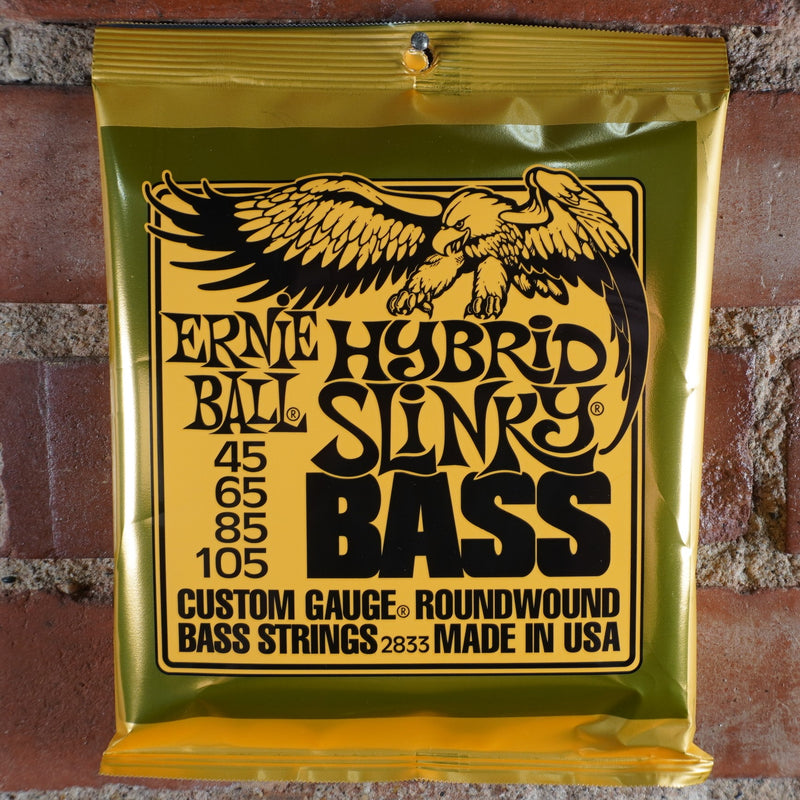 ERNiE
BALL®
HYBRiD
SLiNKY®
BASS
45
65
85
105
CUSTOM GAUGE® ROUNDWOUND
BASS STRINGS 2833 MADE IN USA